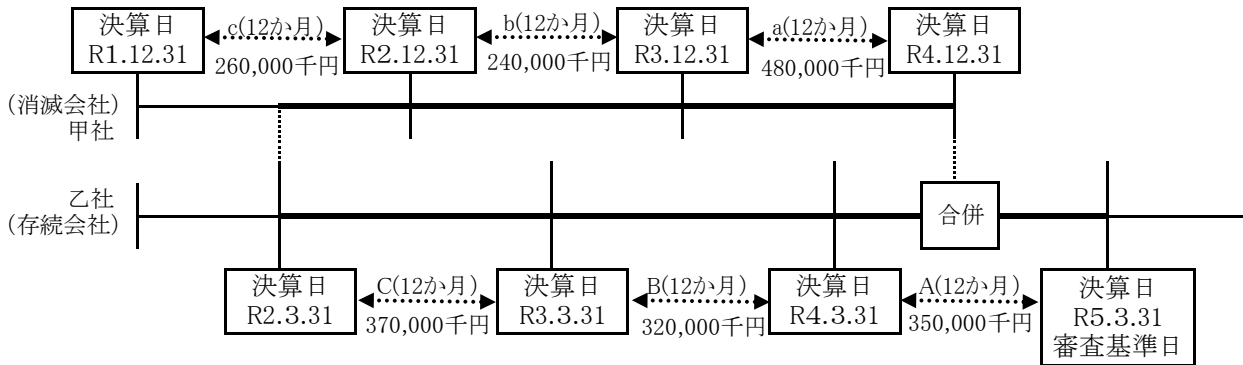 決算日
R1.12.31
c(12か月)
260,000千円
決算日
R2.12.31
b(12か月)
240,000千円
決算日
R3.12.31
a(12か月)
480,000千円
決算日
R4.12.31
(消滅会社)
甲社
乙社
(存続会社)
合併
決算日
R2.3.31
C(12か月)
370,000千円
決算日
R3.3.31
B(12か月)
320,000千円
決算日
R4.3.31
A(12か月)
350,000千円
決算日
R5.3.31
審査基準日